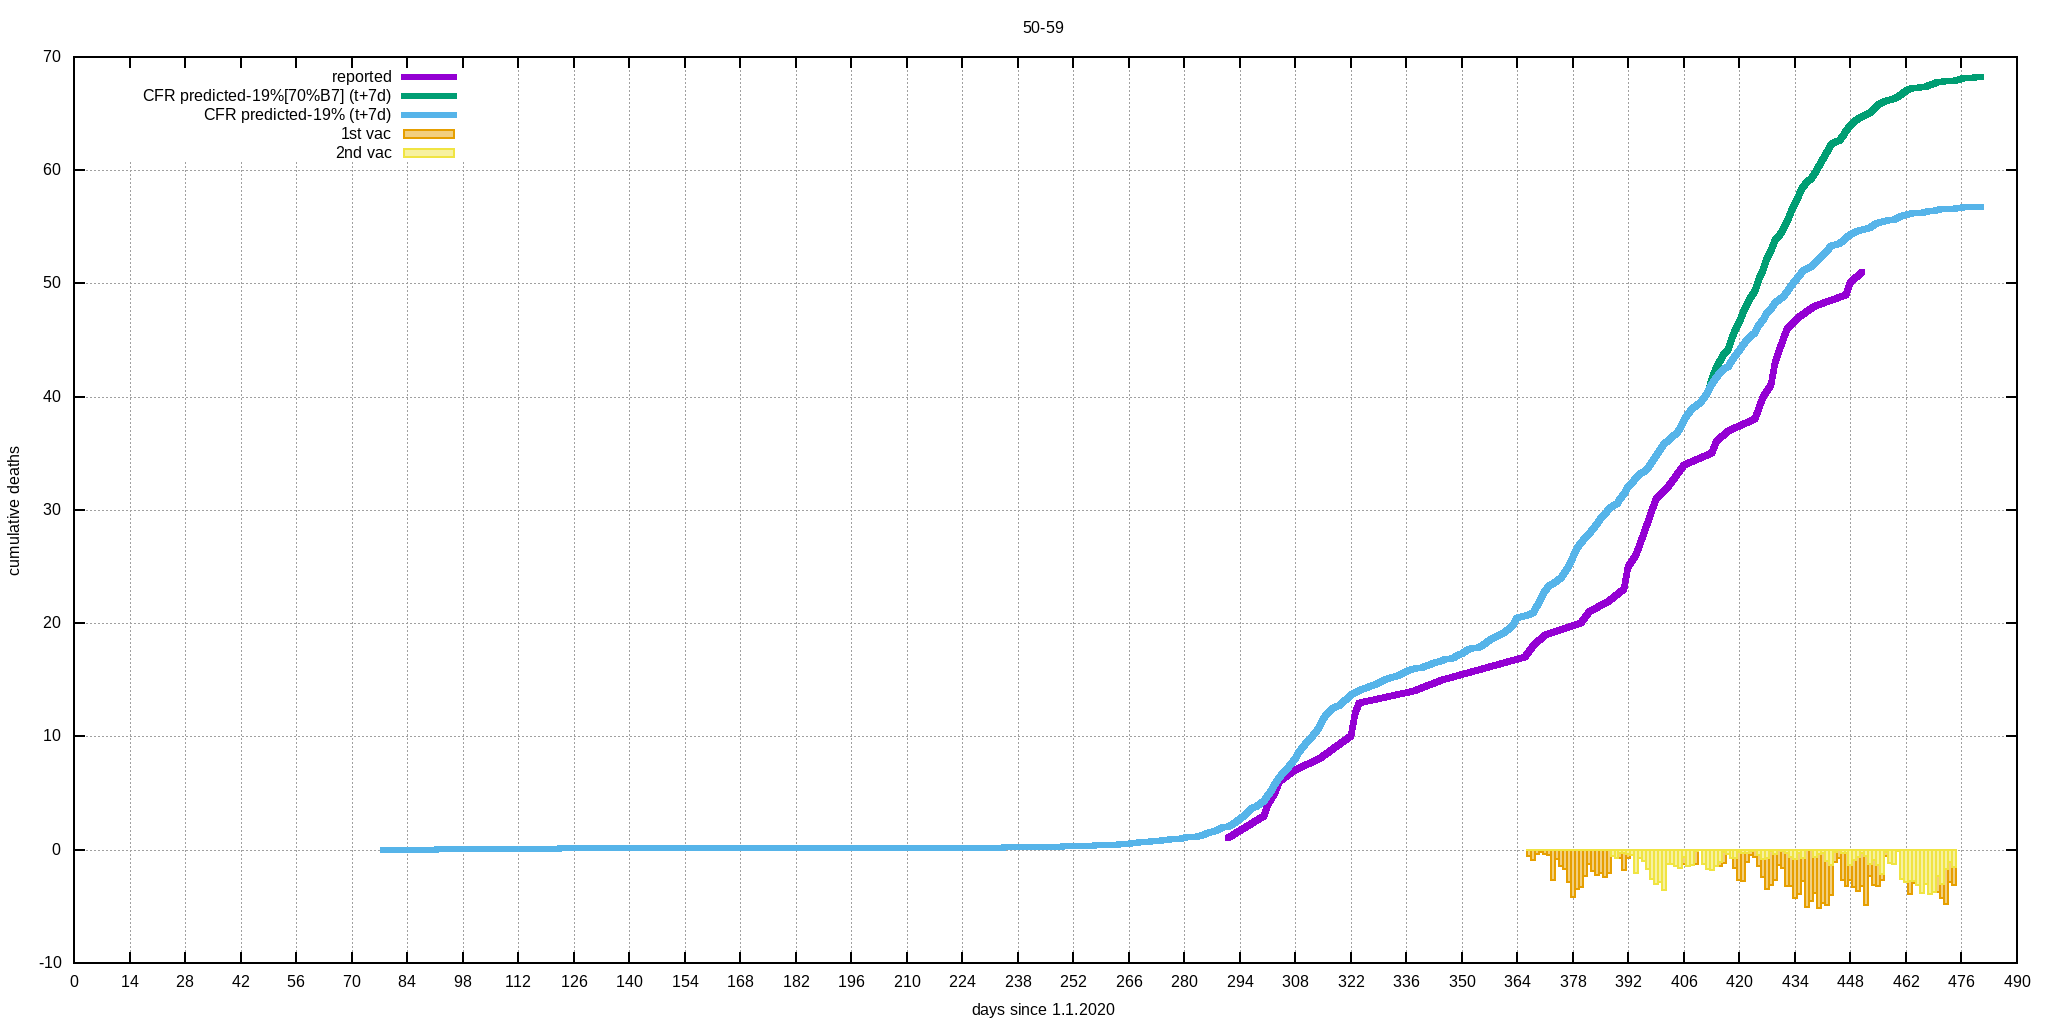 50-59
70
60
50
40
30
20
10
0
-10
reported
CFR predicted-19%[70%B7] (t+7d)
CFR predicted-19% (t+7d)
1st vac
2nd vac
cumulative deaths
0 14 28 42 56 70 84 98 112 126 140 154 168 182 196 210 224 238 252 266 280 294 308 322 336 350 364 378 392 406 420 434 448 462 476 490
days since 1.1.2020